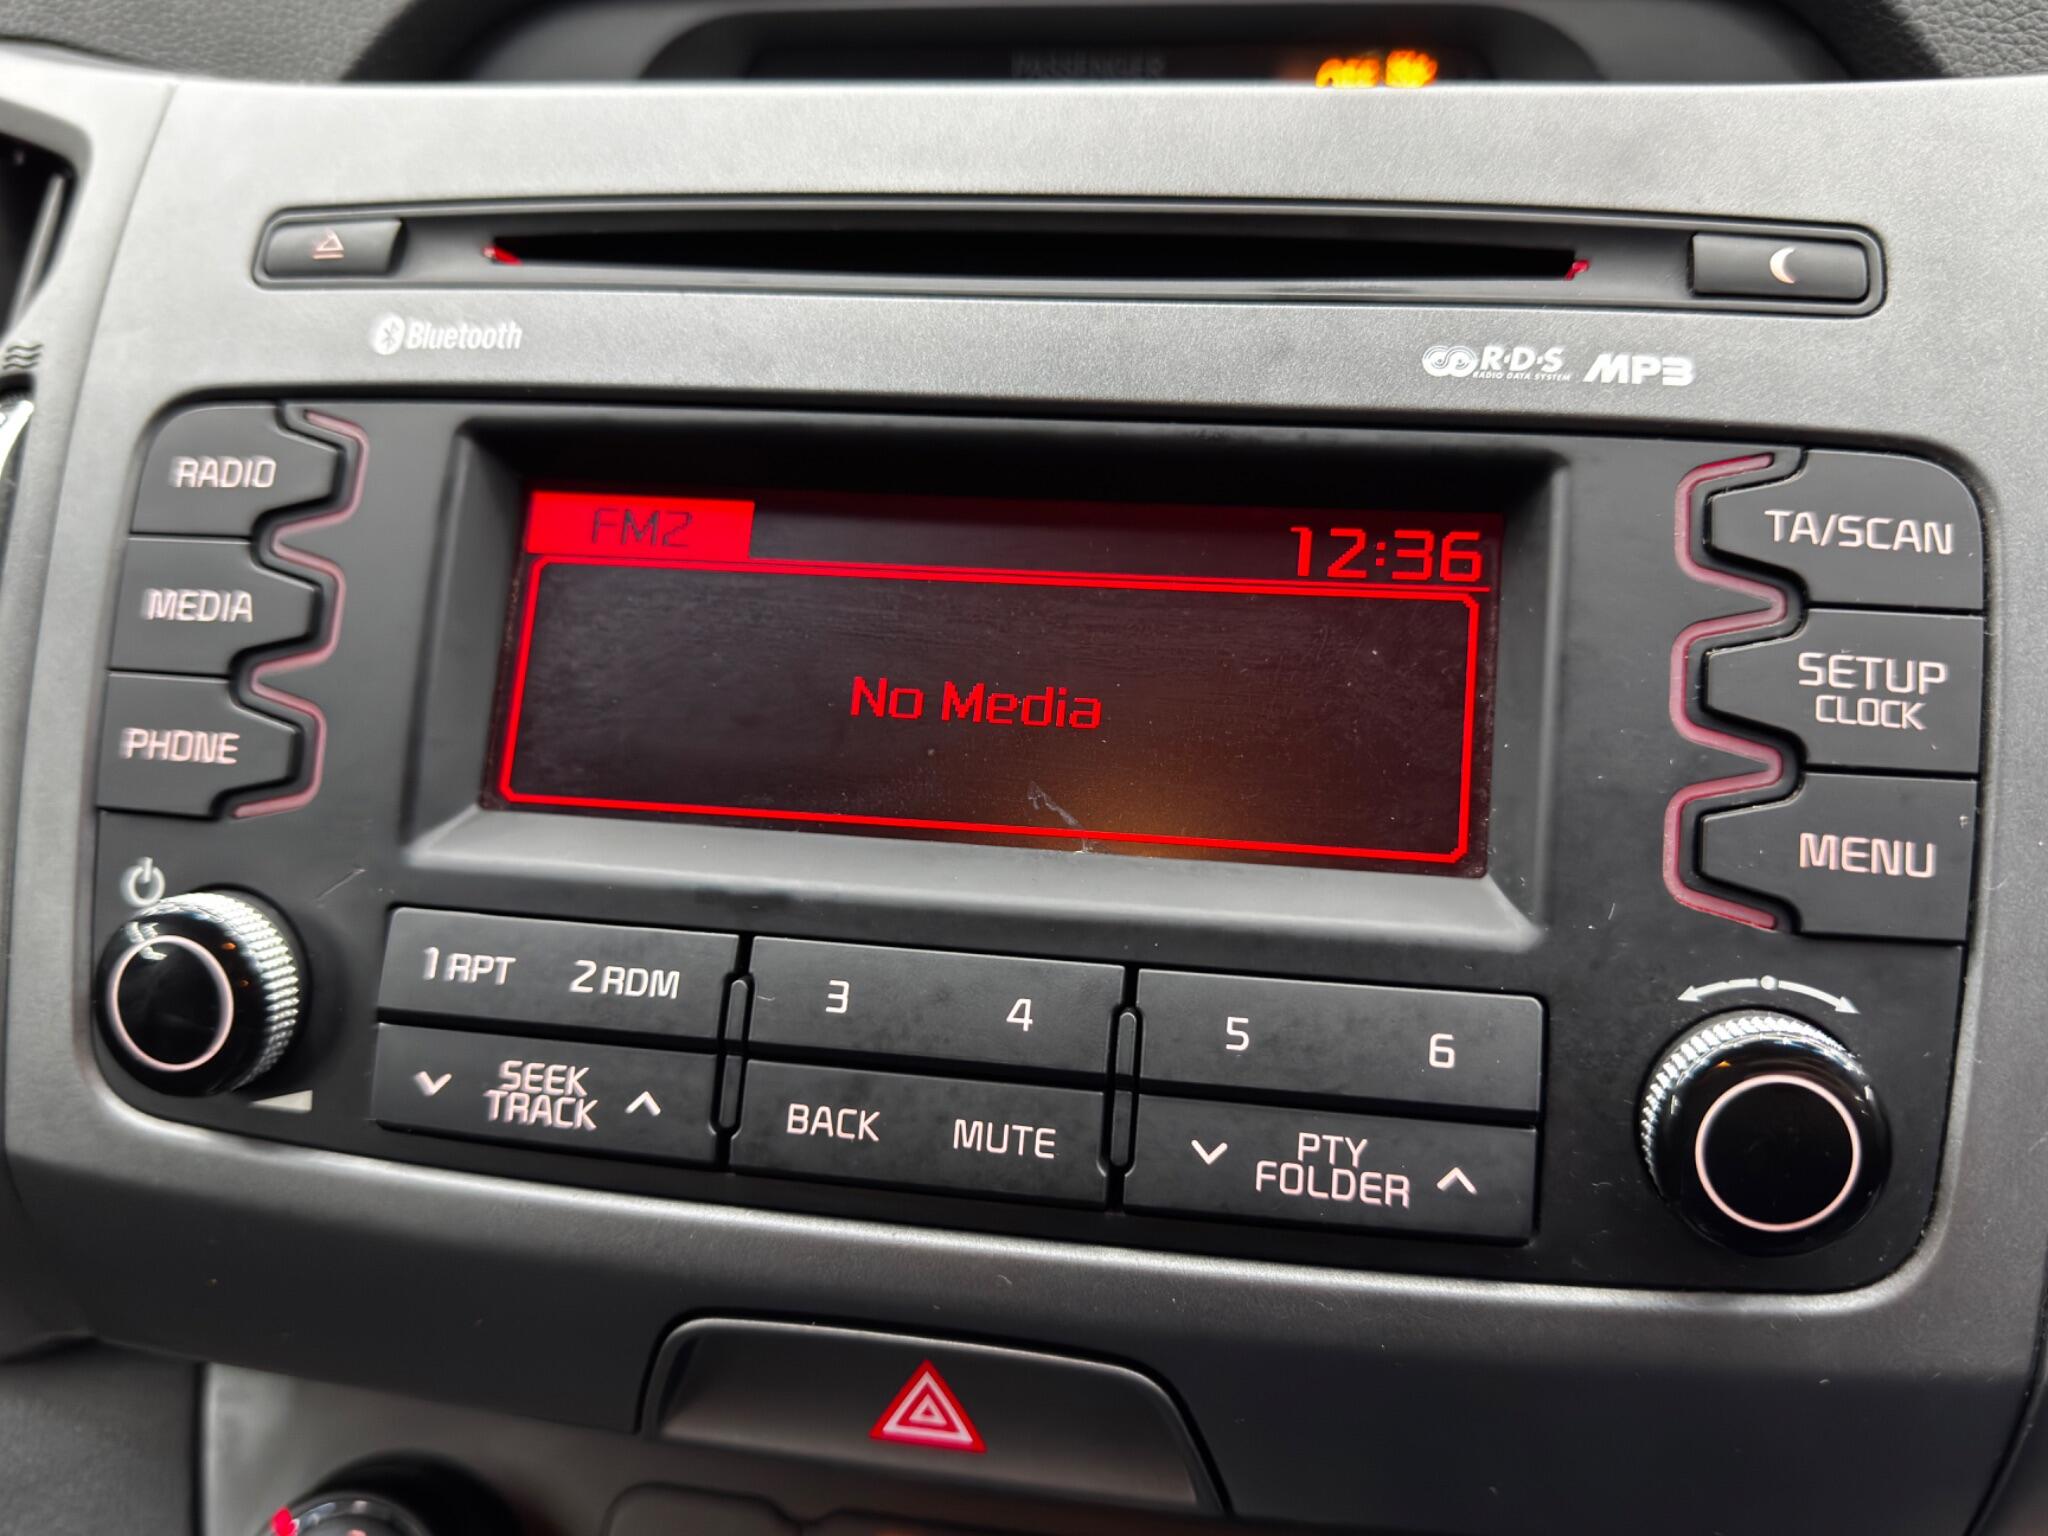 PASSENGER
Bluetooth
R·D·S
RADIO DATA SYSTEM
MP3
RADIO
MEDIA
PHONE
FM2
12:36
No Media
TA/SCAN
SETUP
CLOCK
MENU
1 RPT
2 RDM
3
4
5
6
SEEK
TRACK
BACK
MUTE
PTY
FOLDER